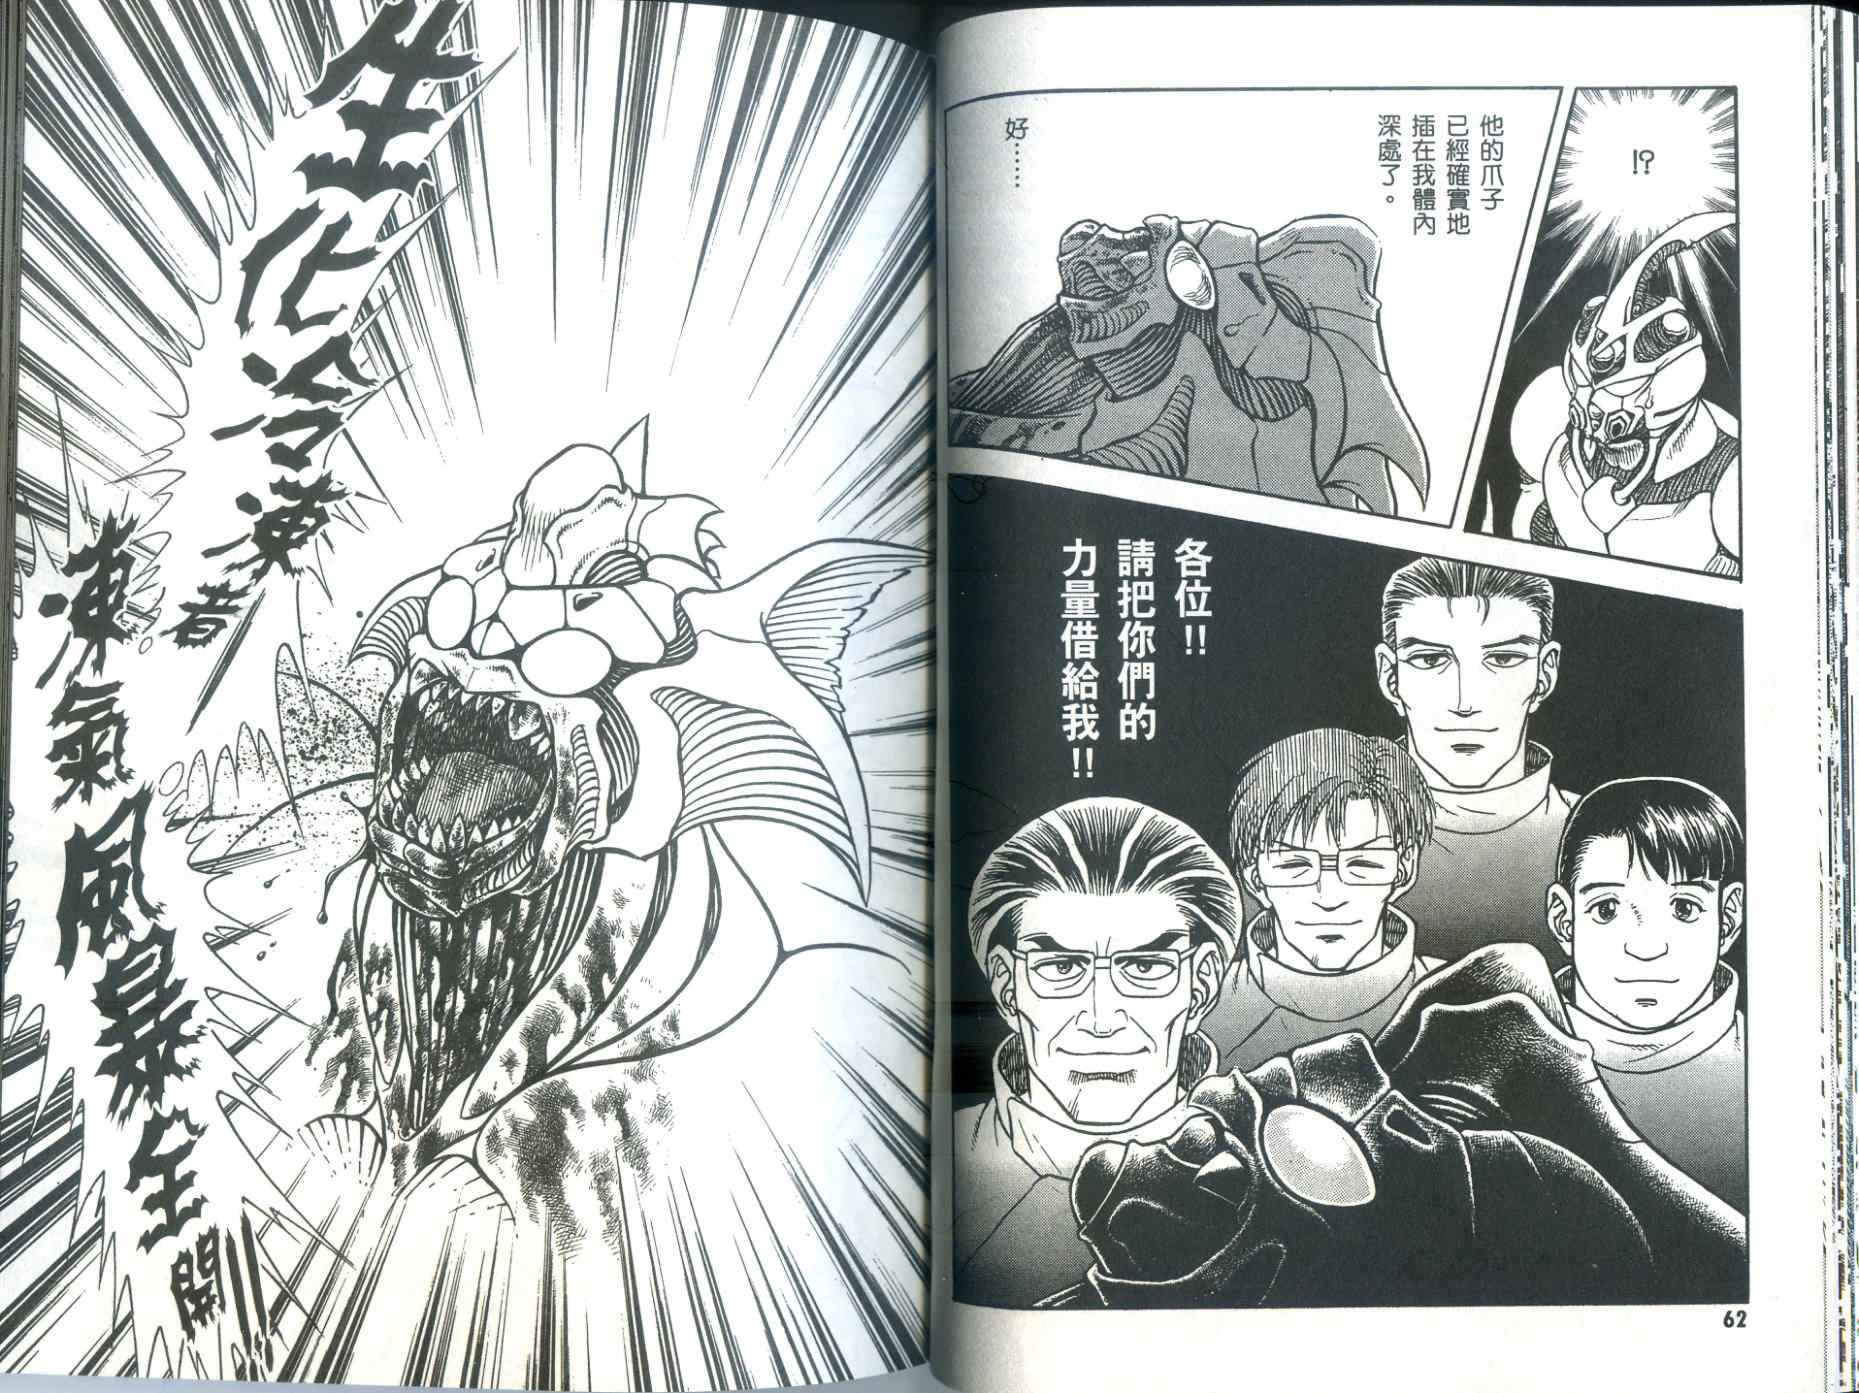 !?
他的爪子
已經確實地
插在我體內
深處了。
好……
各位!!
請把你們的
力量借給我!!
62
生化冷凍者
凍氣風暴全開!!